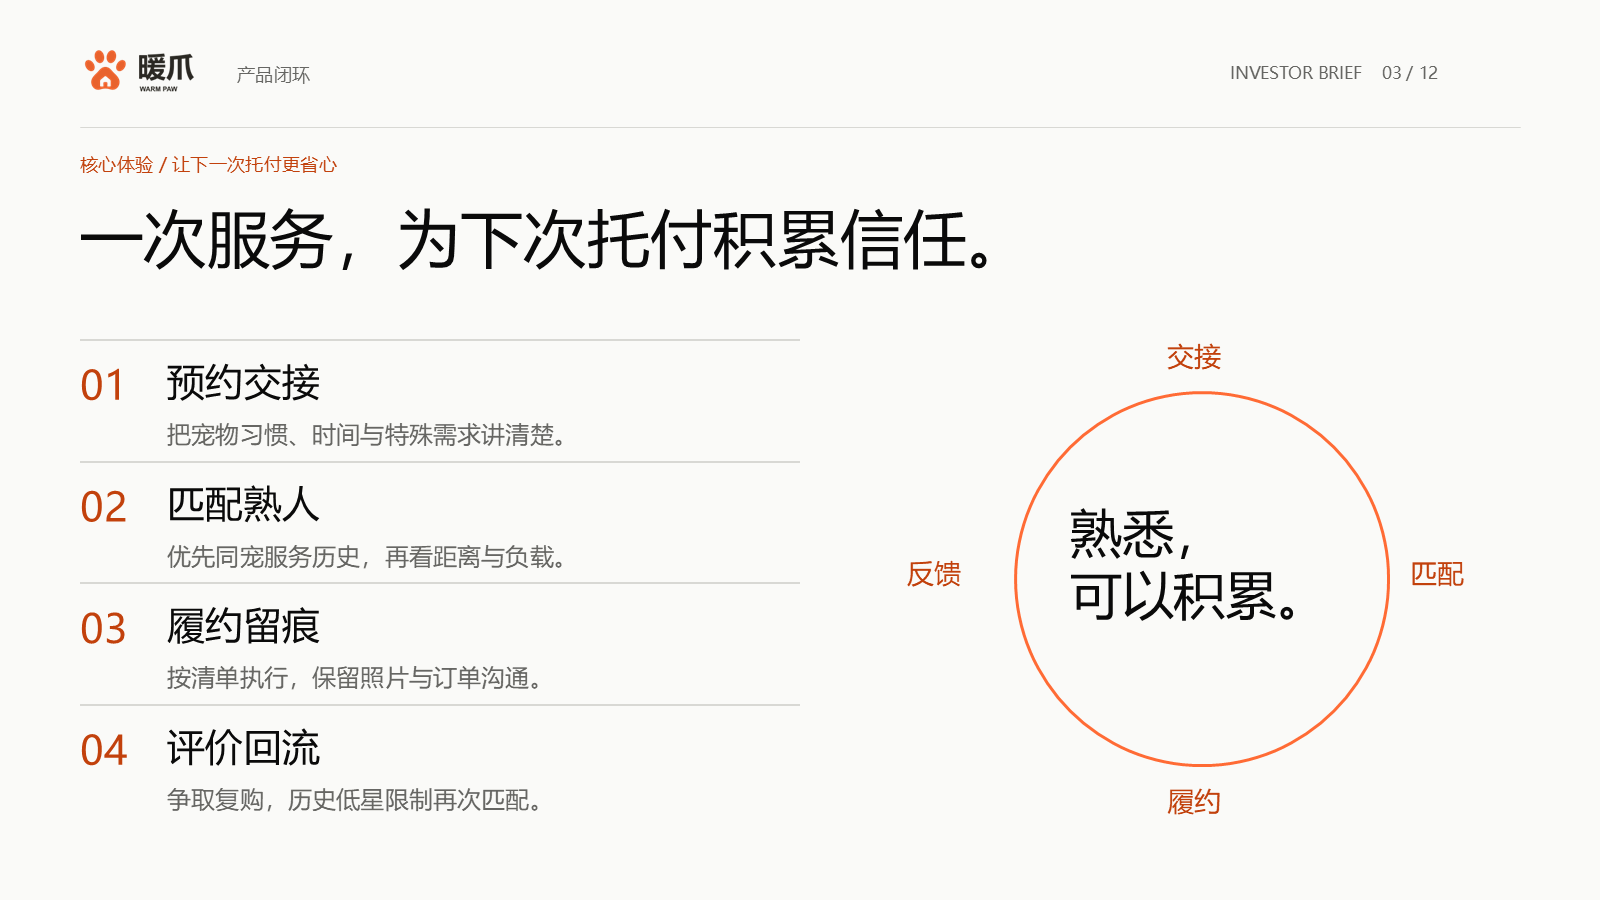 暖爪
WARM PAW
产品闭环
INVESTOR BRIEF 03 / 12
核心体验 / 让下一次托付更省心
一次服务，为下次托付积累信任。
01 预约交接
把宠物习惯、时间与特殊需求讲清楚。
02 匹配熟人
优先同宠服务历史，再看距离与负载。
03 履约留痕
按清单执行，保留照片与订单沟通。
04 评价回流
争取复购，历史低星限制再次匹配。
交接
熟悉，
可以积累。
反馈
匹配
履约